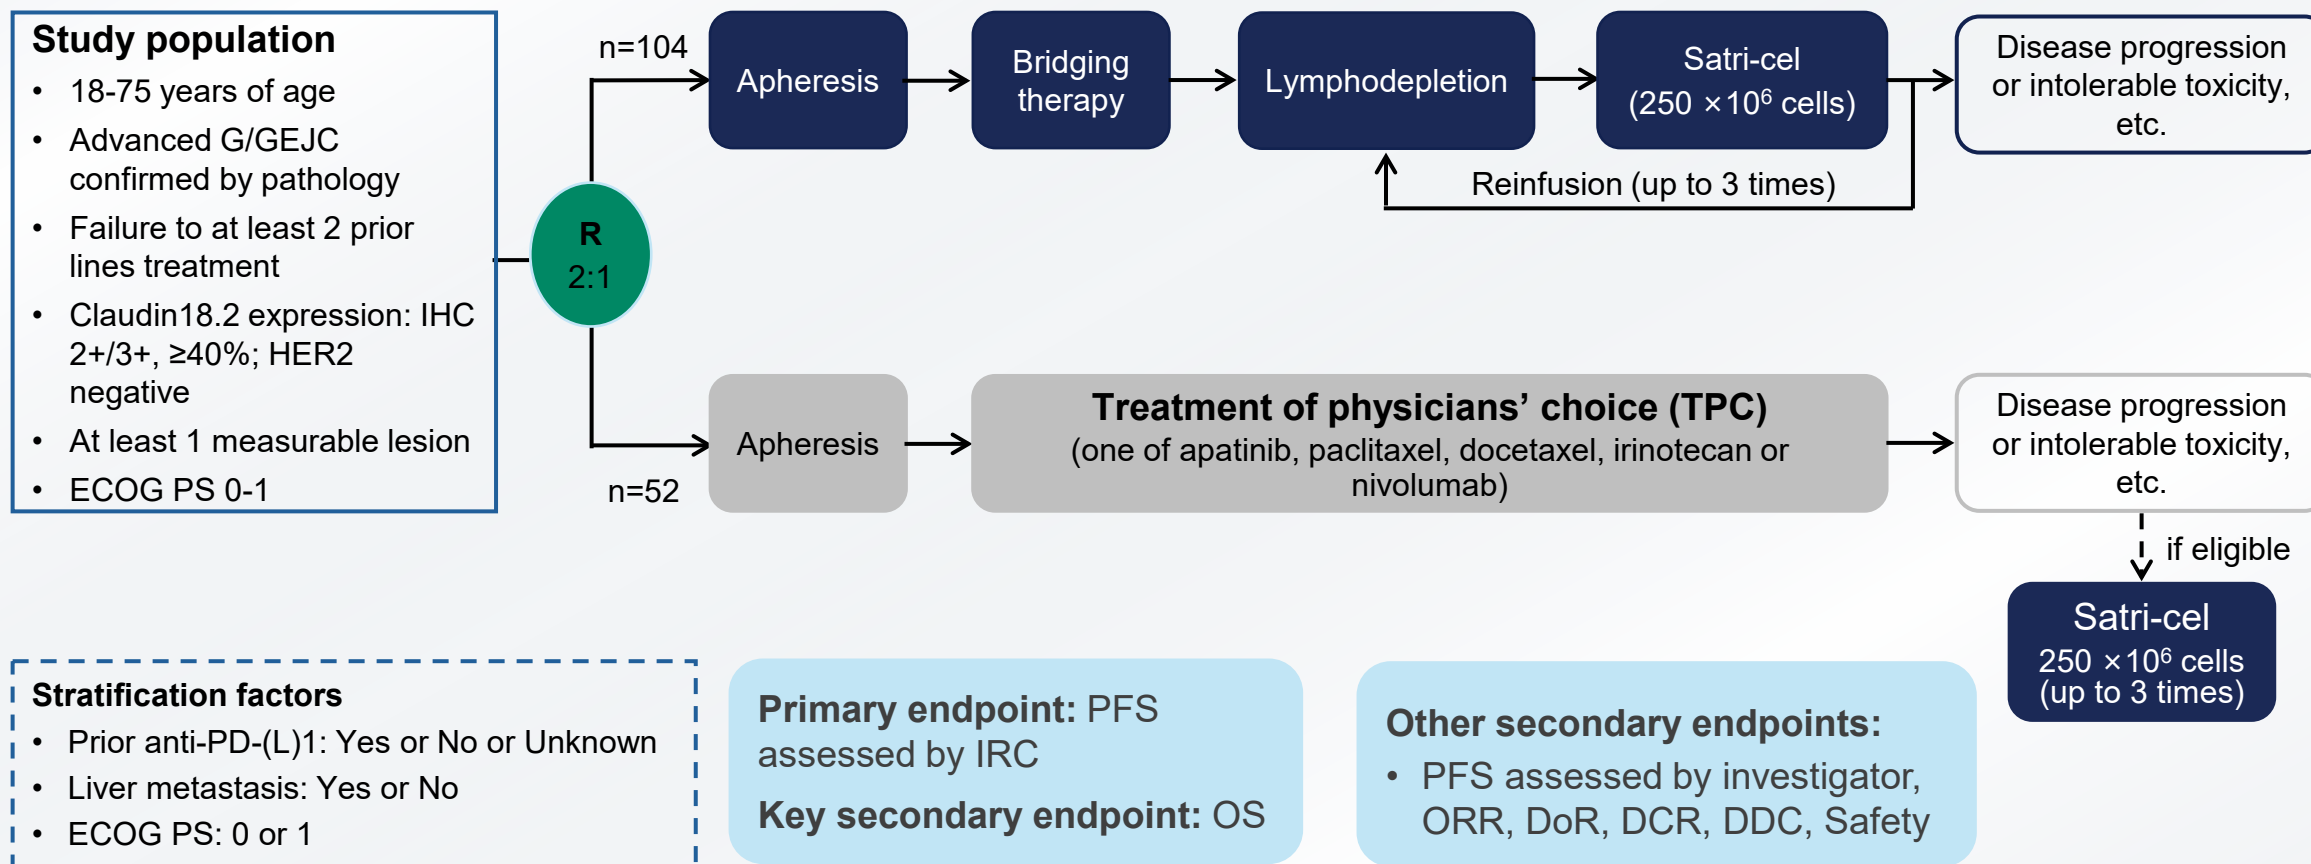 Study population
• 18-75 years of age
• Advanced G/GEJC
confirmed by pathology
• Failure to at least 2 prior
lines treatment
• Claudin18.2 expression: IHC
2+/3+, ≥40%; HER2
negative
• At least 1 measurable lesion
• ECOG PS 0-1
R
2:1
n=104
Apheresis
Bridging
therapy
Lymphodepletion
Satri-cel
(250 ×10⁶ cells)
Disease progression
or intolerable toxicity,
etc.
Reinfusion (up to 3 times)
n=52
Apheresis
Treatment of physicians’ choice (TPC)
(one of apatinib, paclitaxel, docetaxel, irinotecan or
nivolumab)
Disease progression
or intolerable toxicity,
etc.
if eligible
Satri-cel
250 ×10⁶ cells
(up to 3 times)
Stratification factors
• Prior anti-PD-(L)1: Yes or No or Unknown
• Liver metastasis: Yes or No
• ECOG PS: 0 or 1
Primary endpoint: PFS
assessed by IRC
Key secondary endpoint: OS
Other secondary endpoints:
• PFS assessed by investigator,
ORR, DoR, DCR, DDC, Safety